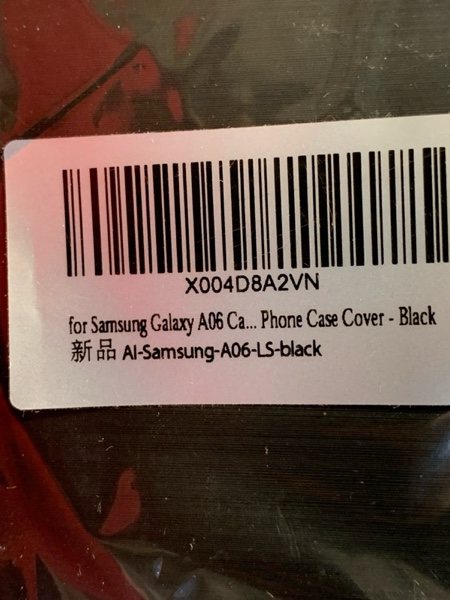 X004D8A2VN
for Samsung Galaxy A06 Ca... Phone Case Cover - Black
新品 AI-Samsung-A06-LS-black